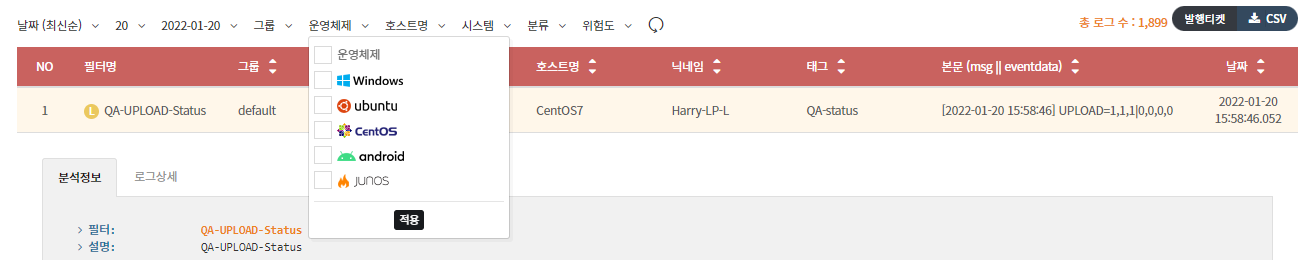 날짜 (최신순) 20 2022-01-20 그룹 운영체제 호스트명 시스템 분류 위험도 총 로그 수 : 1,899 발행티켓 CSV
NO 필터명 그룹 호스트명 닉네임 태그 본문 (msg || eventdata) 날짜
1 L QA-UPLOAD-Status default CentOS7 Harry-LP-L QA-status [2022-01-20 15:58:46] UPLOAD=1,1,1|0,0,0,0 2022-01-20
15:58:46.052
운영체제
Windows
ubuntu
CentOS
android
JUNOS
적용
분석정보 로그상세
> 필터: QA-UPLOAD-Status
> 설명: QA-UPLOAD-Status